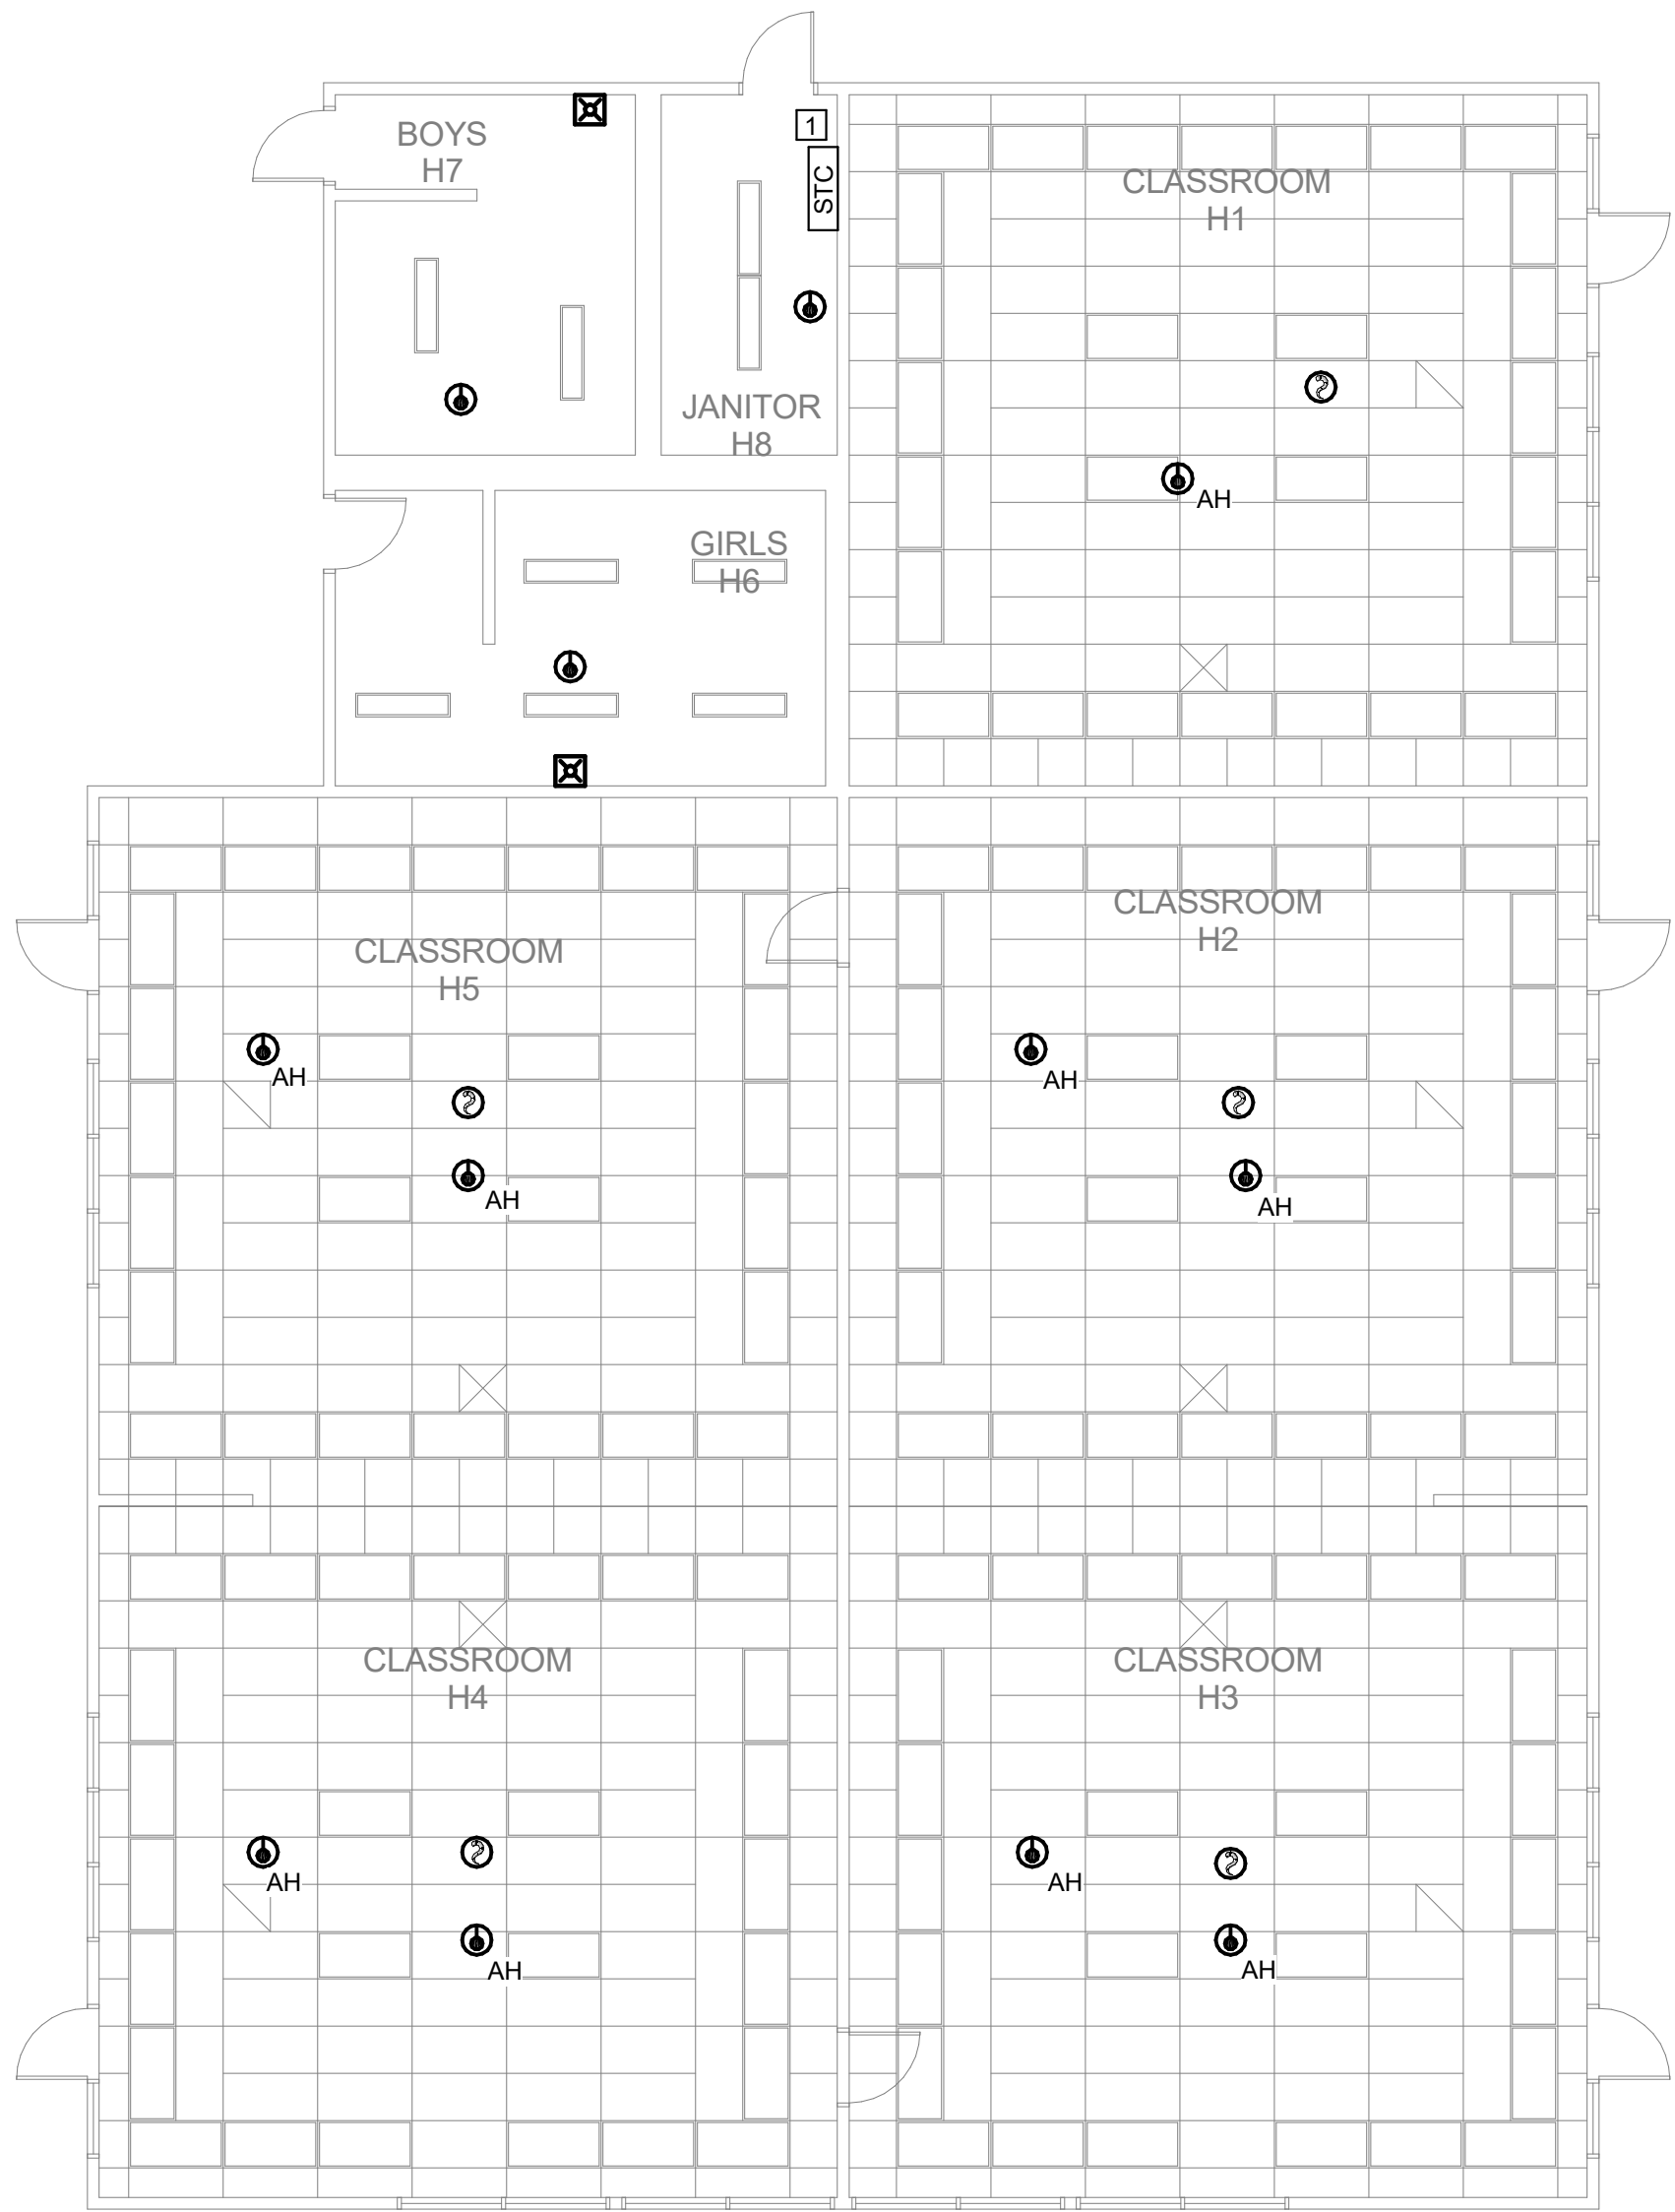 BOYS
H7
1
STC
CLASSROOM
H1
JANITOR
H8
AH
GIRLS
H6
CLASSROOM
H5
CLASSROOM
H2
AH
AH
AH
AH
CLASSROOM
H4
CLASSROOM
H3
AH
AH
AH
AH